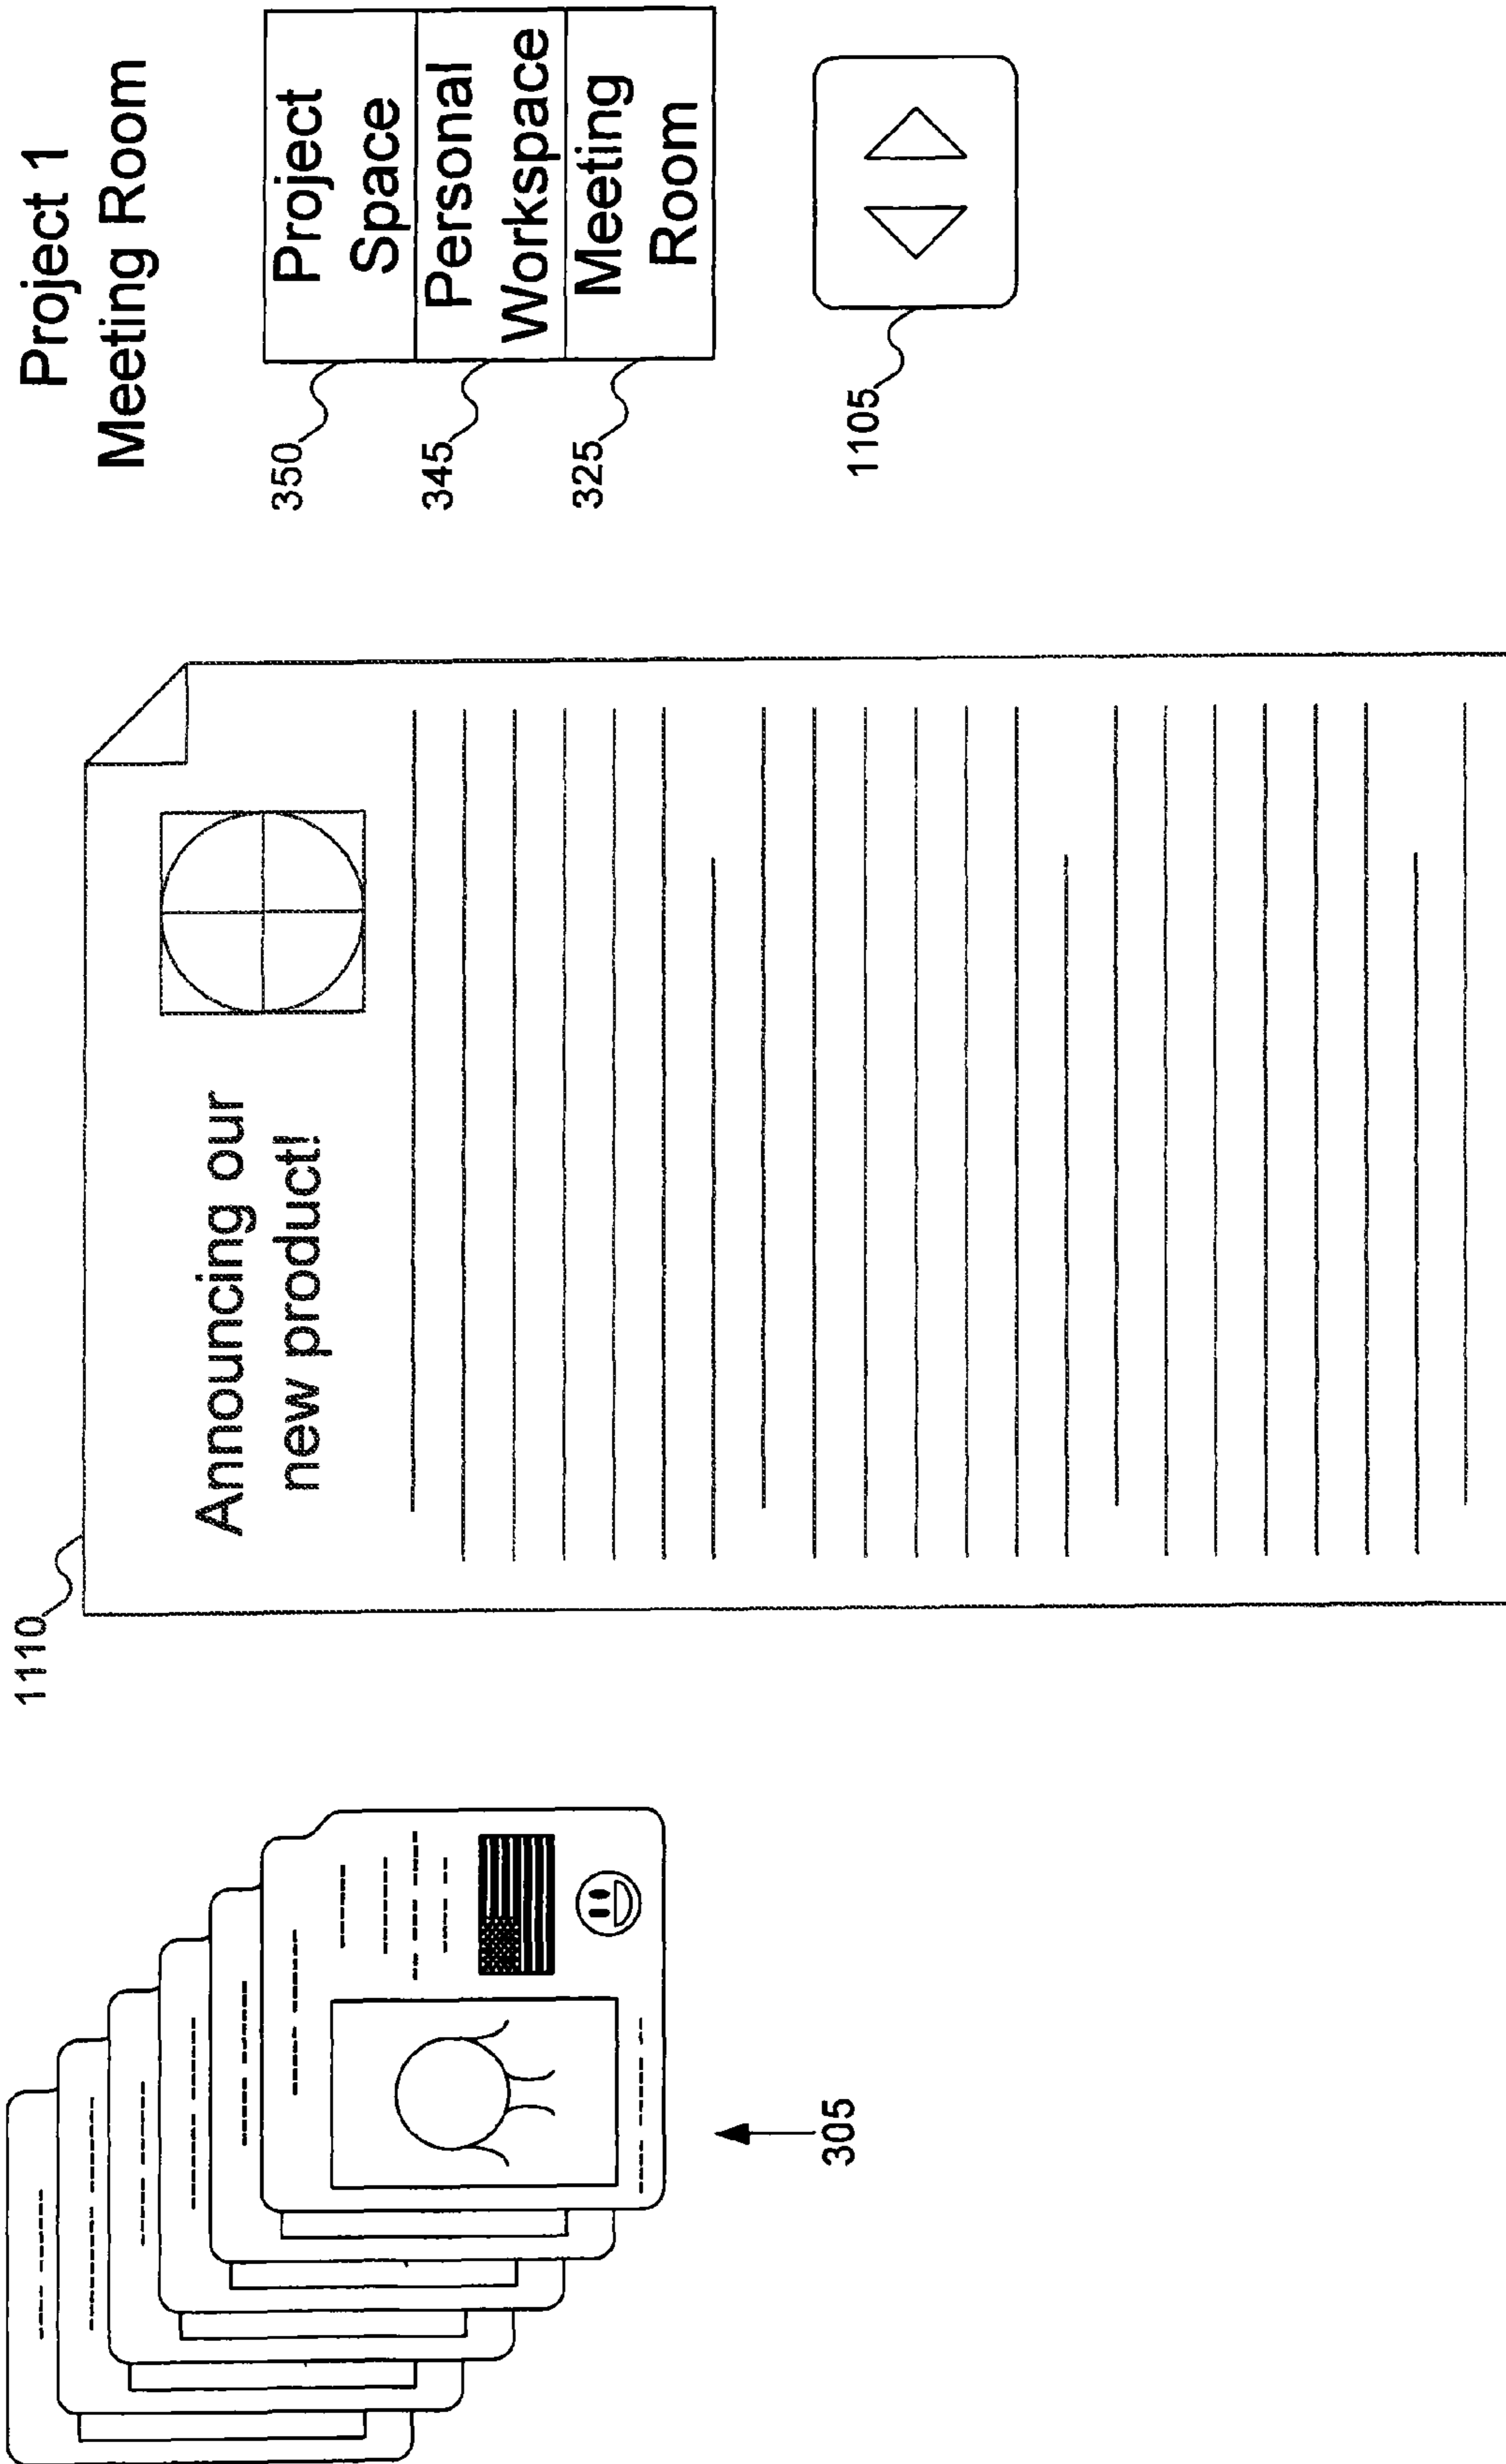 Project 1
Meeting Room
350
Project
Space
345
Personal
Workspace
325
Meeting
Room
1105
1110
Announcing our
new product!
305